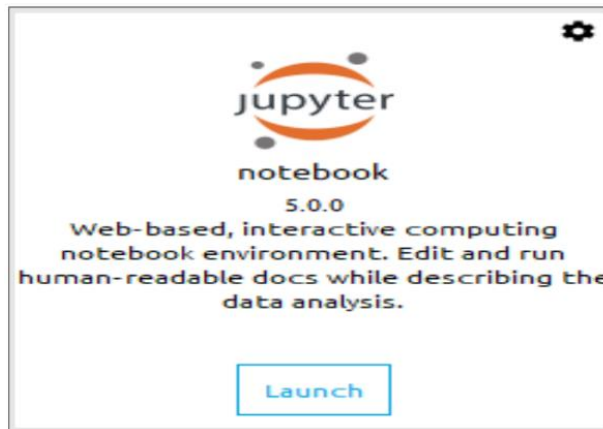 jupyter
notebook
5.0.0
Web-based, interactive computing
notebook environment. Edit and run
human-readable docs while describing the
data analysis.
Launch